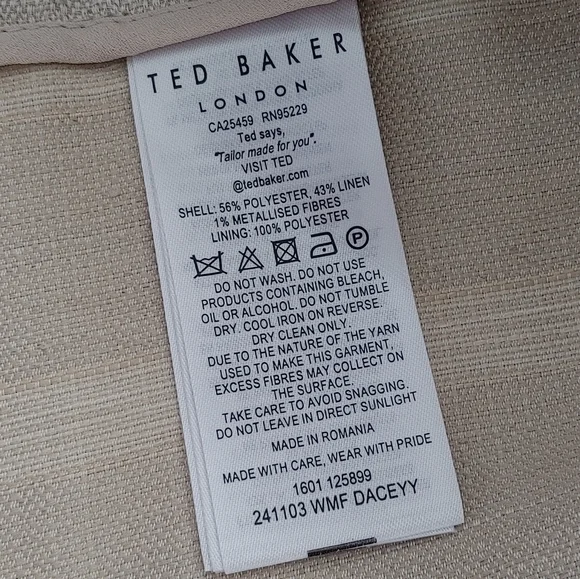 TED BAKER
LONDON
CA25459 RN95229
Ted says,
"Tailor made for you".
VISIT TED
@tedbaker.com
SHELL: 56% POLYESTER, 43% LINEN
1% METALLISED FIBRES
LINING: 100% POLYESTER
P
DO NOT WASH. DO NOT USE
PRODUCTS CONTAINING BLEACH,
OIL OR ALCOHOL. DO NOT TUMBLE
DRY. COOL IRON ON REVERSE.
DRY CLEAN ONLY.
DUE TO THE NATURE OF THE YARN
USED TO MAKE THIS GARMENT,
EXCESS FIBRES MAY COLLECT ON
THE SURFACE.
TAKE CARE TO AVOID SNAGGING.
DO NOT LEAVE IN DIRECT SUNLIGHT
MADE IN ROMANIA
MADE WITH CARE, WEAR WITH PRIDE
1601 125899
241103 WMF DACEYY